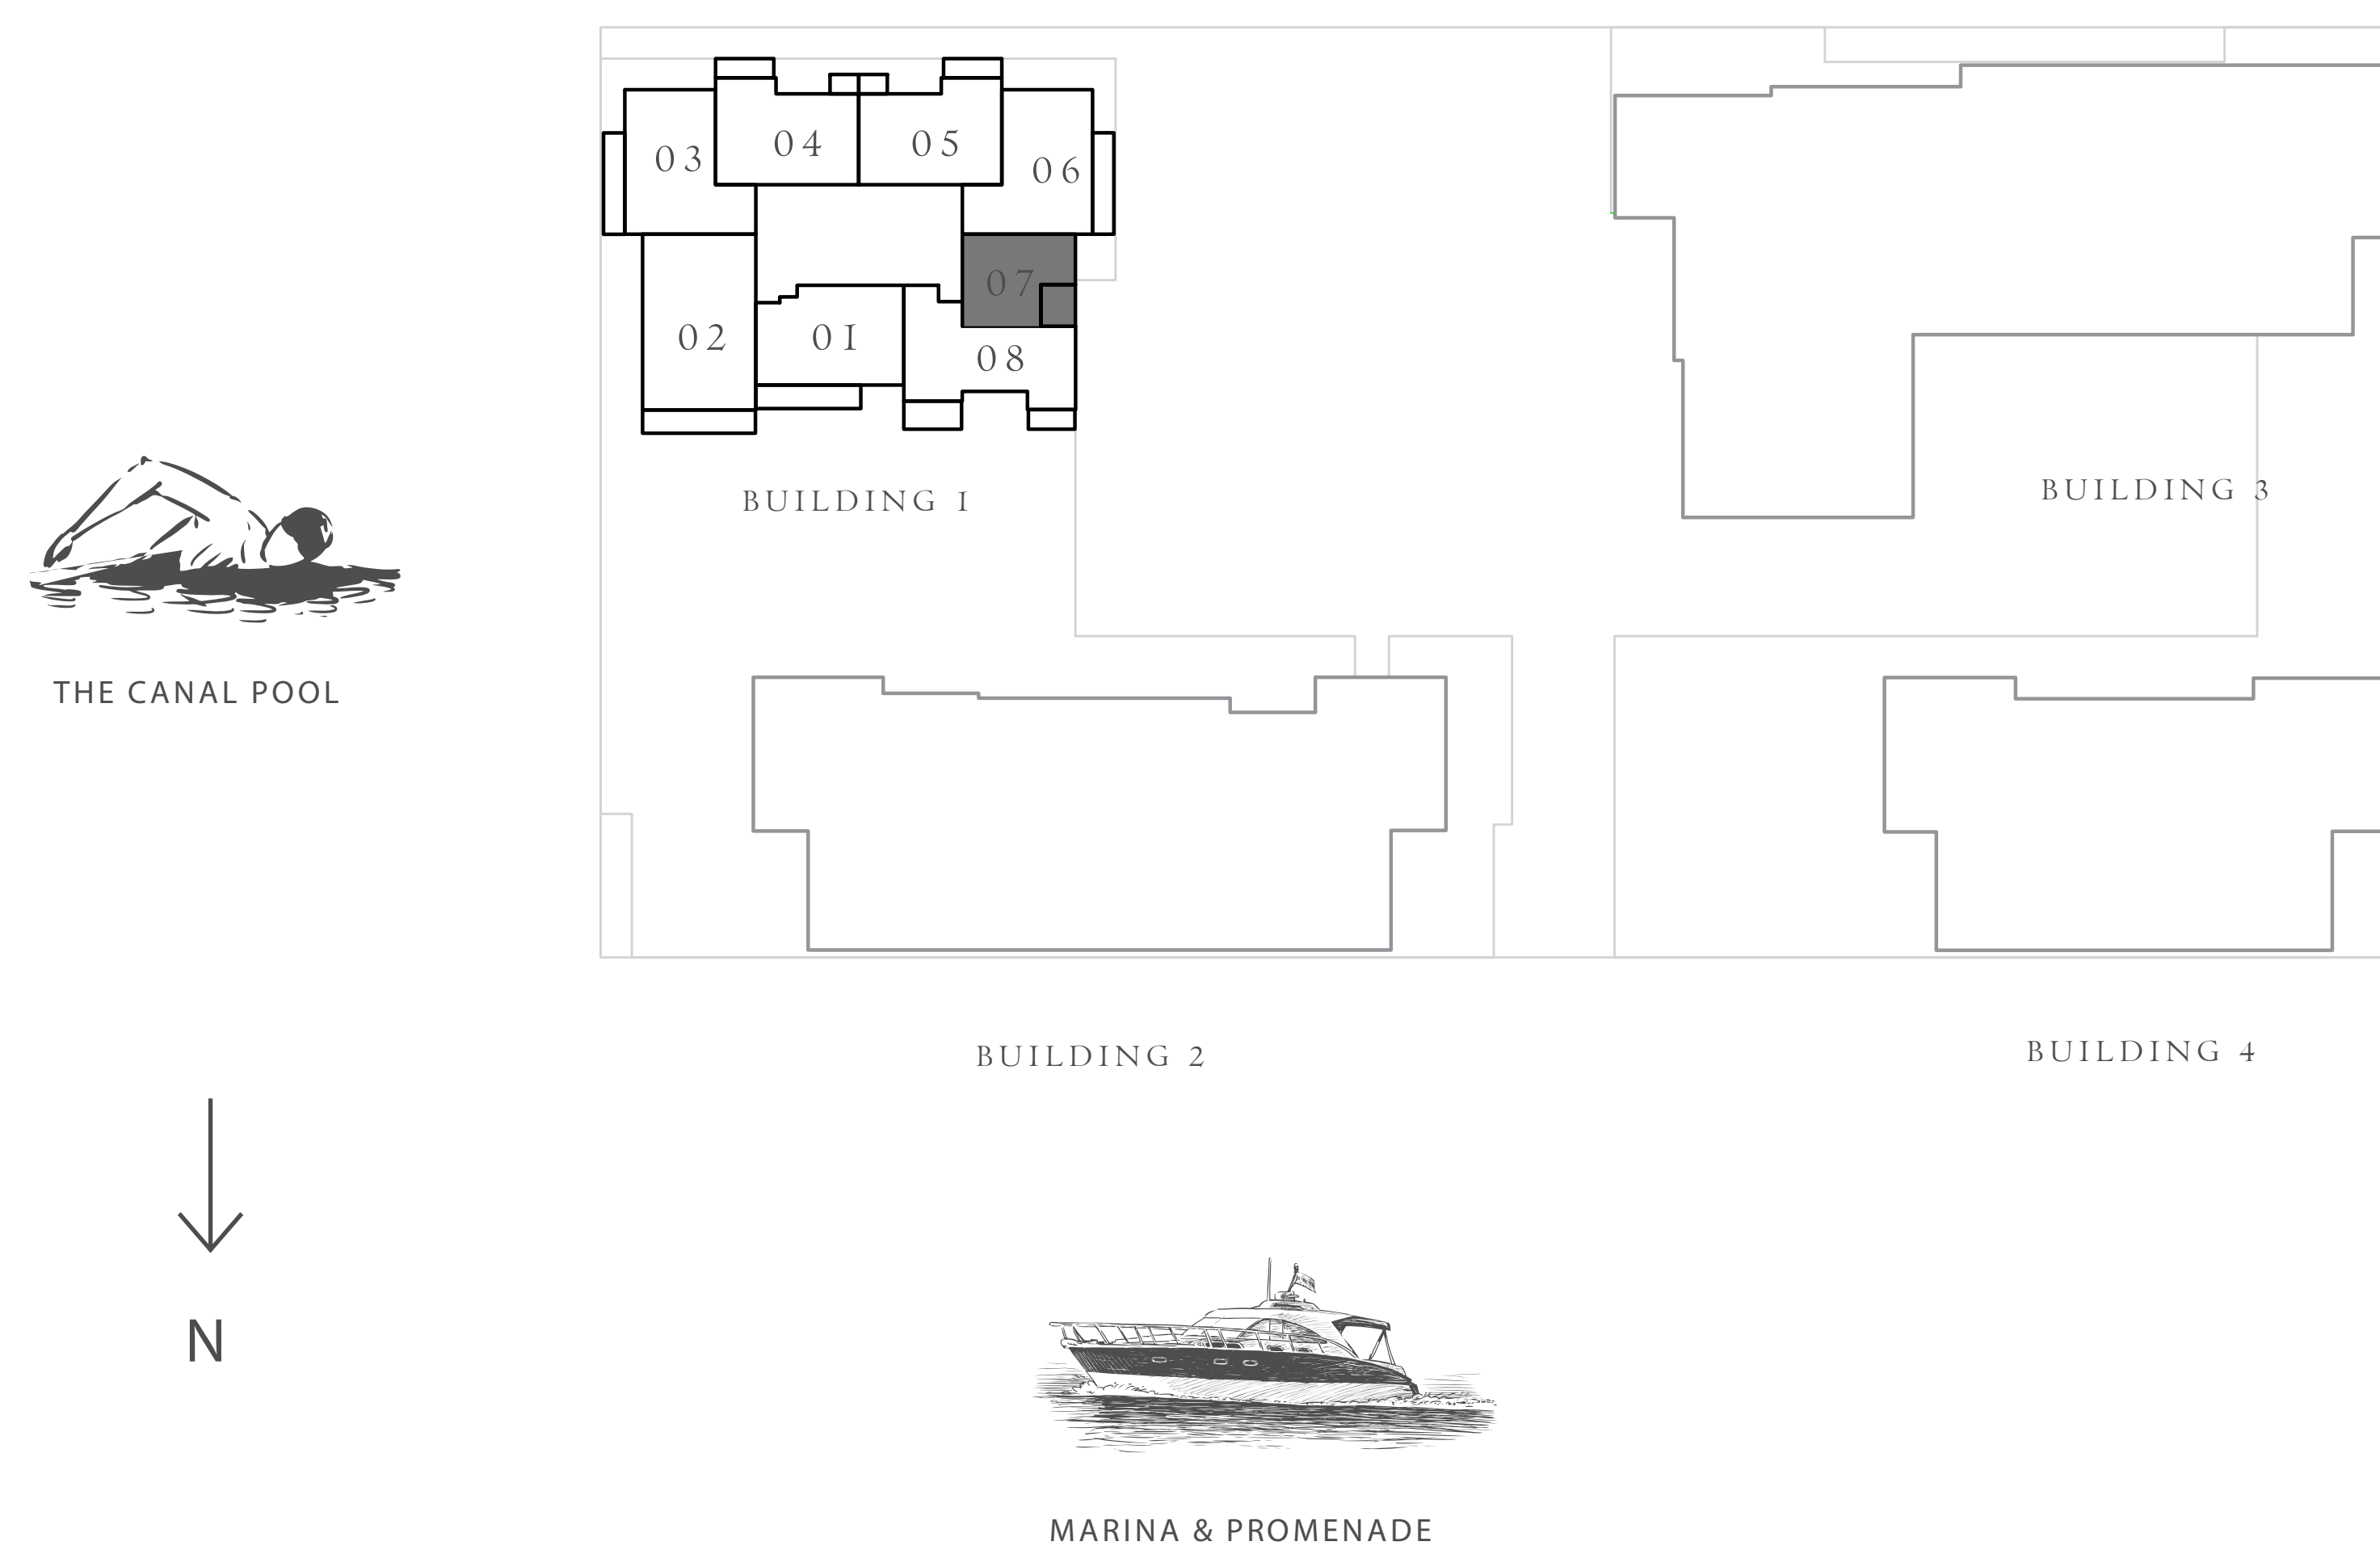 04
05
03
06
07
02
01
08
BUILDING 1
BUILDING 3
THE CANAL POOL
BUILDING 2
BUILDING 4
N
MARINA & PROMENADE